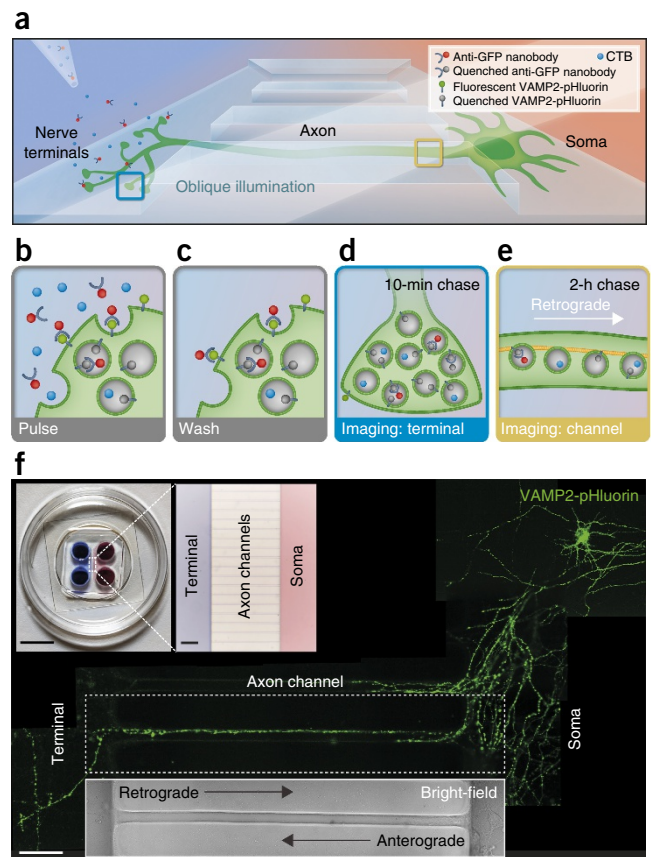 a
Anti-GFP nanobody
CTB
Quenched anti-GFP nanobody
Fluorescent VAMP2-pHluorin
Quenched VAMP2-pHluorin
Nerve
terminals
Axon
Soma
Oblique illumination
b
c
d
e
10-min chase
2-h chase
Retrograde
Pulse
Wash
Imaging: terminal
Imaging: channel
f
VAMP2-pHluorin
Terminal
Axon channels
Soma
Axon channel
Terminal
Soma
Retrograde
Bright-field
Anterograde